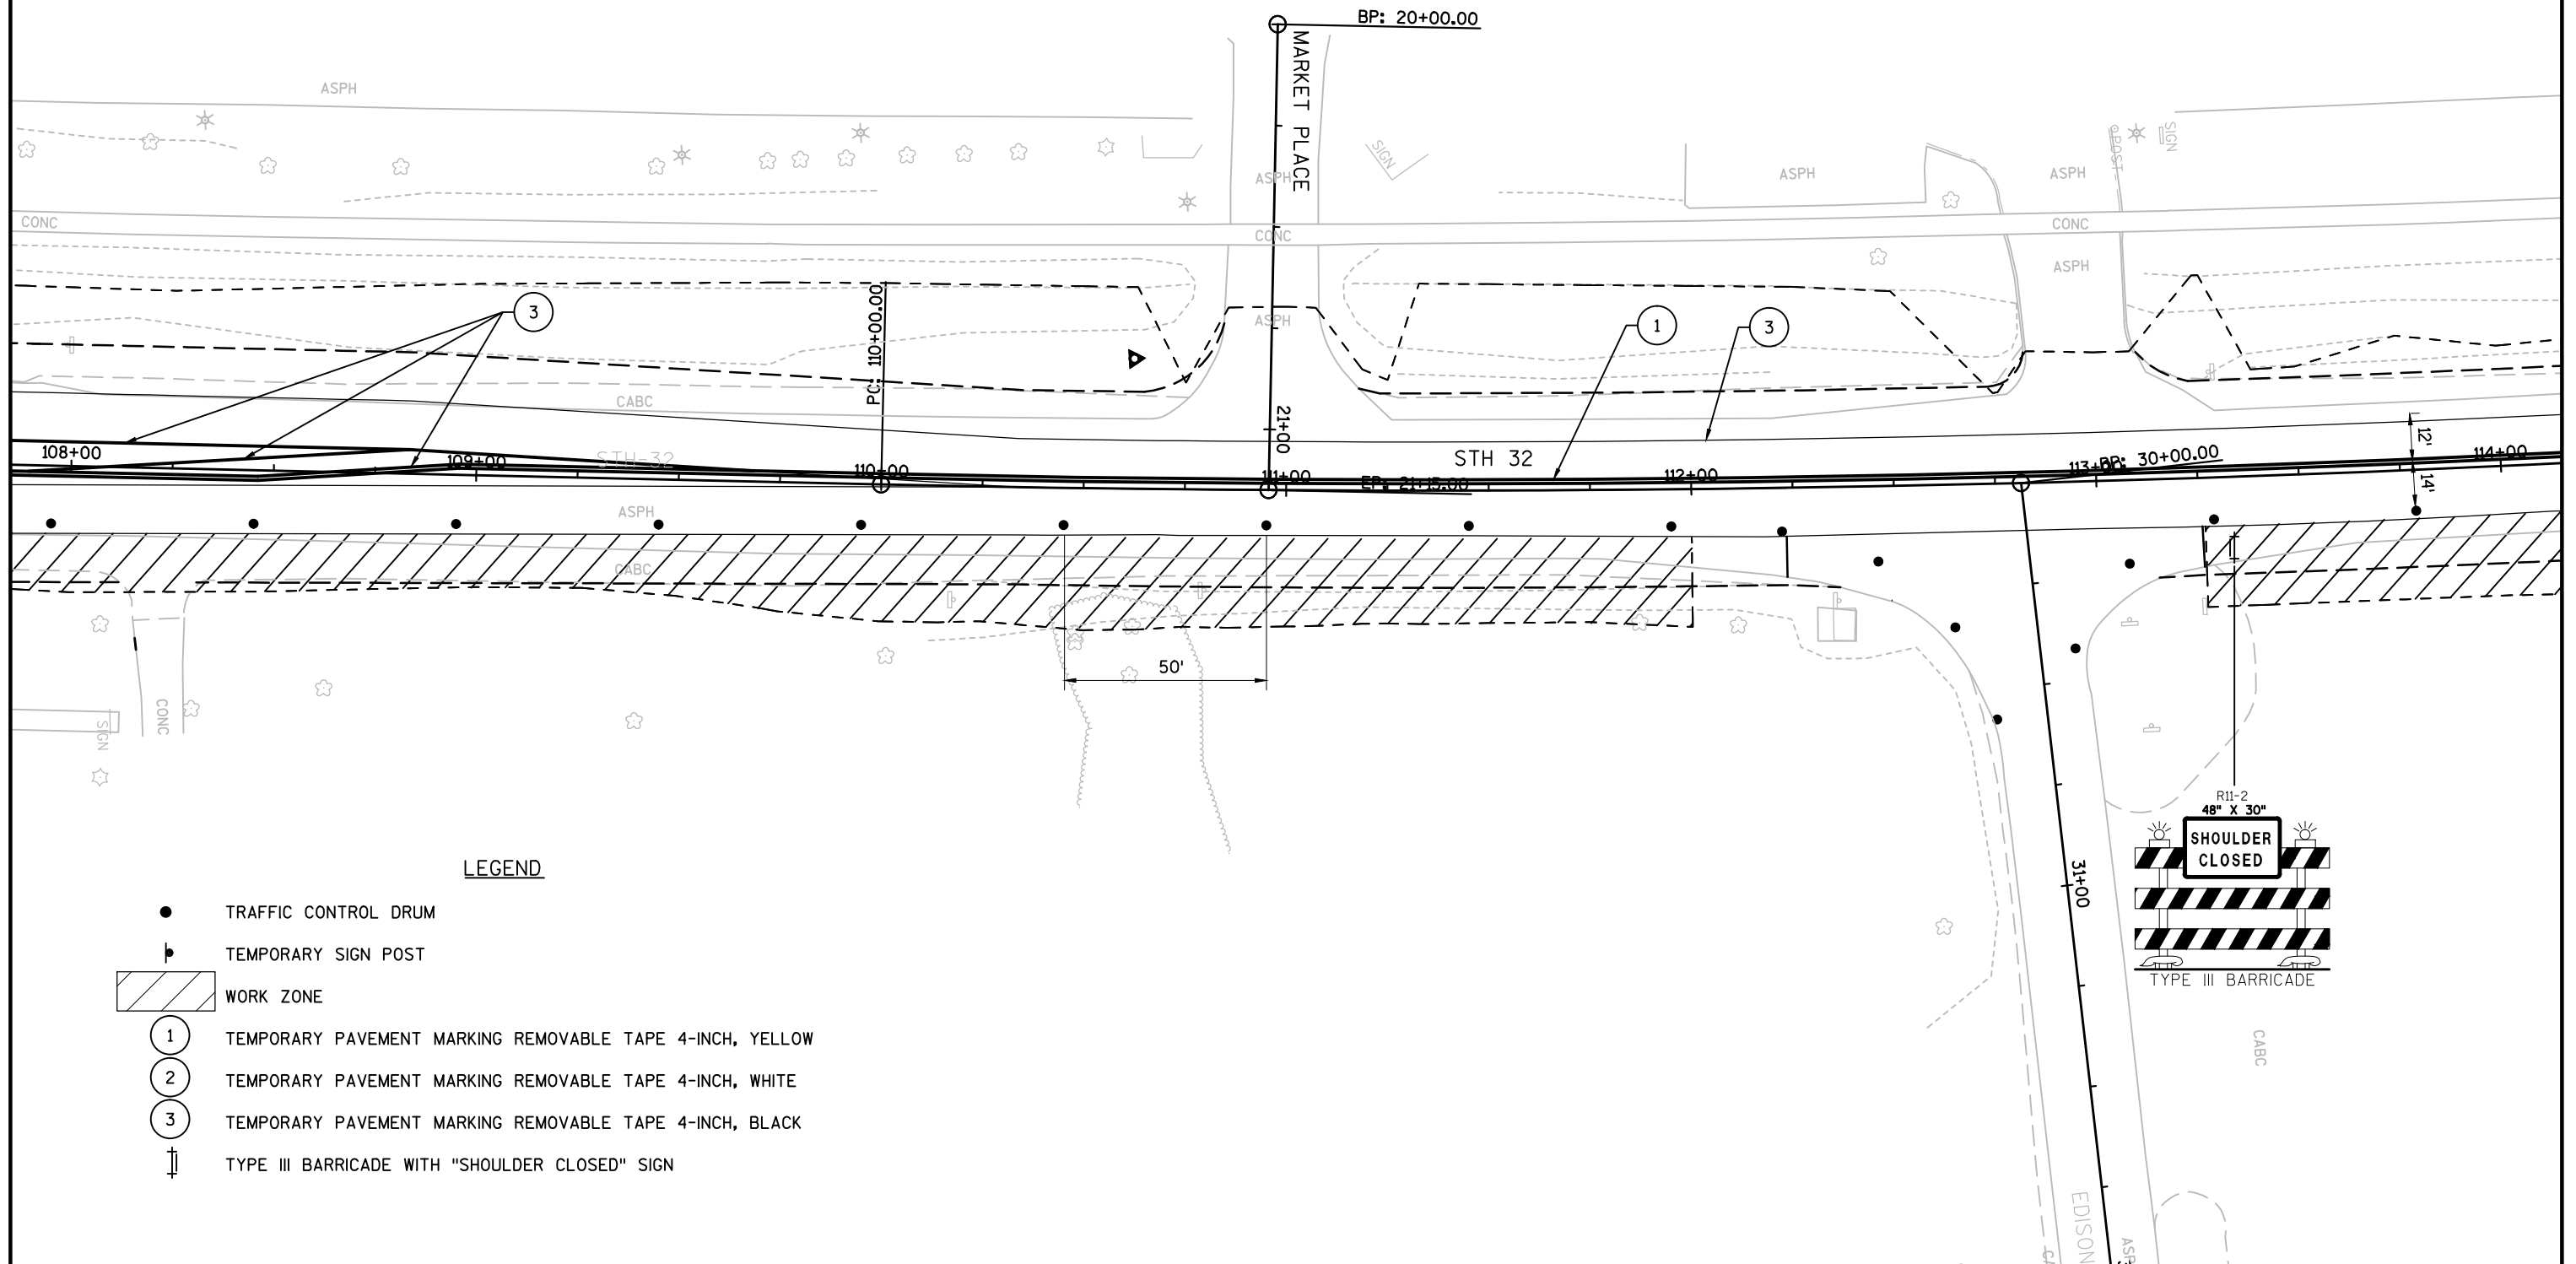 BP: 20+00.00
MARKET PLACE
ASPH
SIGN
POST
SIGN
ASPH
ASPH
ASPH
CONC
CONC
CONC
ASPH
PC: 110+00.00
3
1
3
ASPH
CABC
21+00
12'
108+00
109+00
STH-32
110+00
111+00
EP: 21+15.00
STH 32
112+00
113+00
BP: 30+00.00
114+00
14'
ASPH
CABC
50'
CONC
SIGN
R11-2
48" X 30"
SHOULDER
CLOSED
TYPE III BARRICADE
31+00
CABC
EDISON
LEGEND
TRAFFIC CONTROL DRUM
TEMPORARY SIGN POST
WORK ZONE
1 TEMPORARY PAVEMENT MARKING REMOVABLE TAPE 4-INCH, YELLOW
2 TEMPORARY PAVEMENT MARKING REMOVABLE TAPE 4-INCH, WHITE
3 TEMPORARY PAVEMENT MARKING REMOVABLE TAPE 4-INCH, BLACK
TYPE III BARRICADE WITH "SHOULDER CLOSED" SIGN